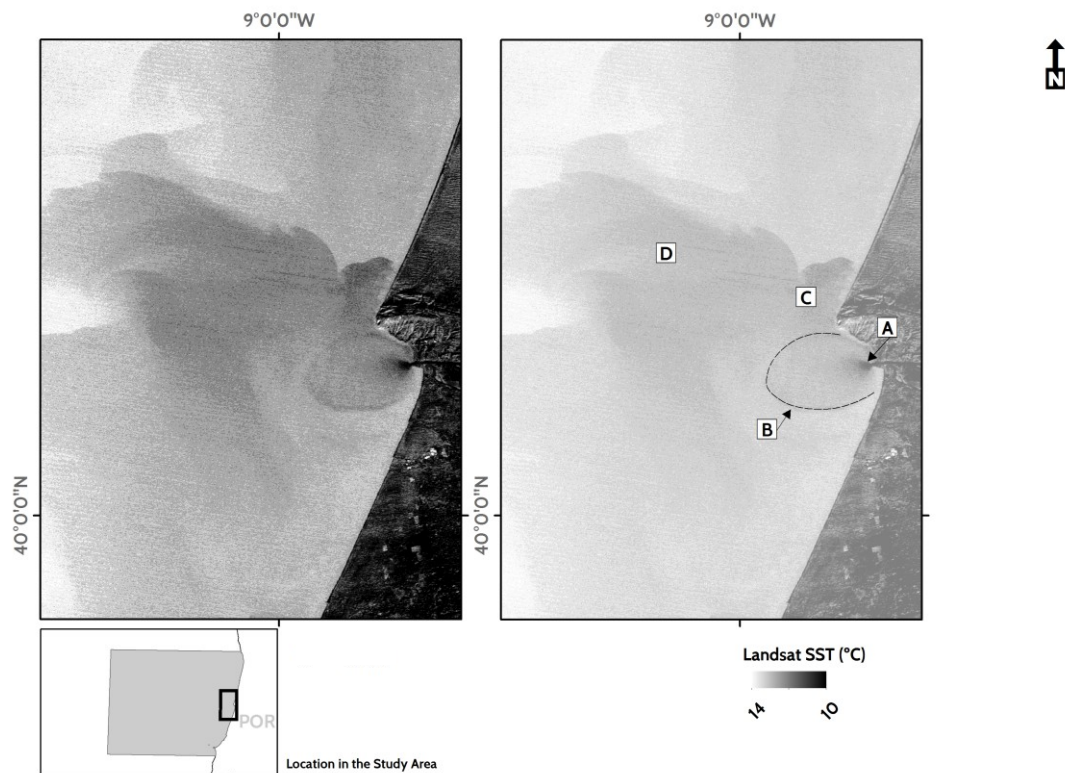 9°0'0"W
9°0'0"W
N
D
C
A
B
40°0'0"N
40°0'0"N
Landsat SST (°C)
14
10
POR
Location in the Study Area